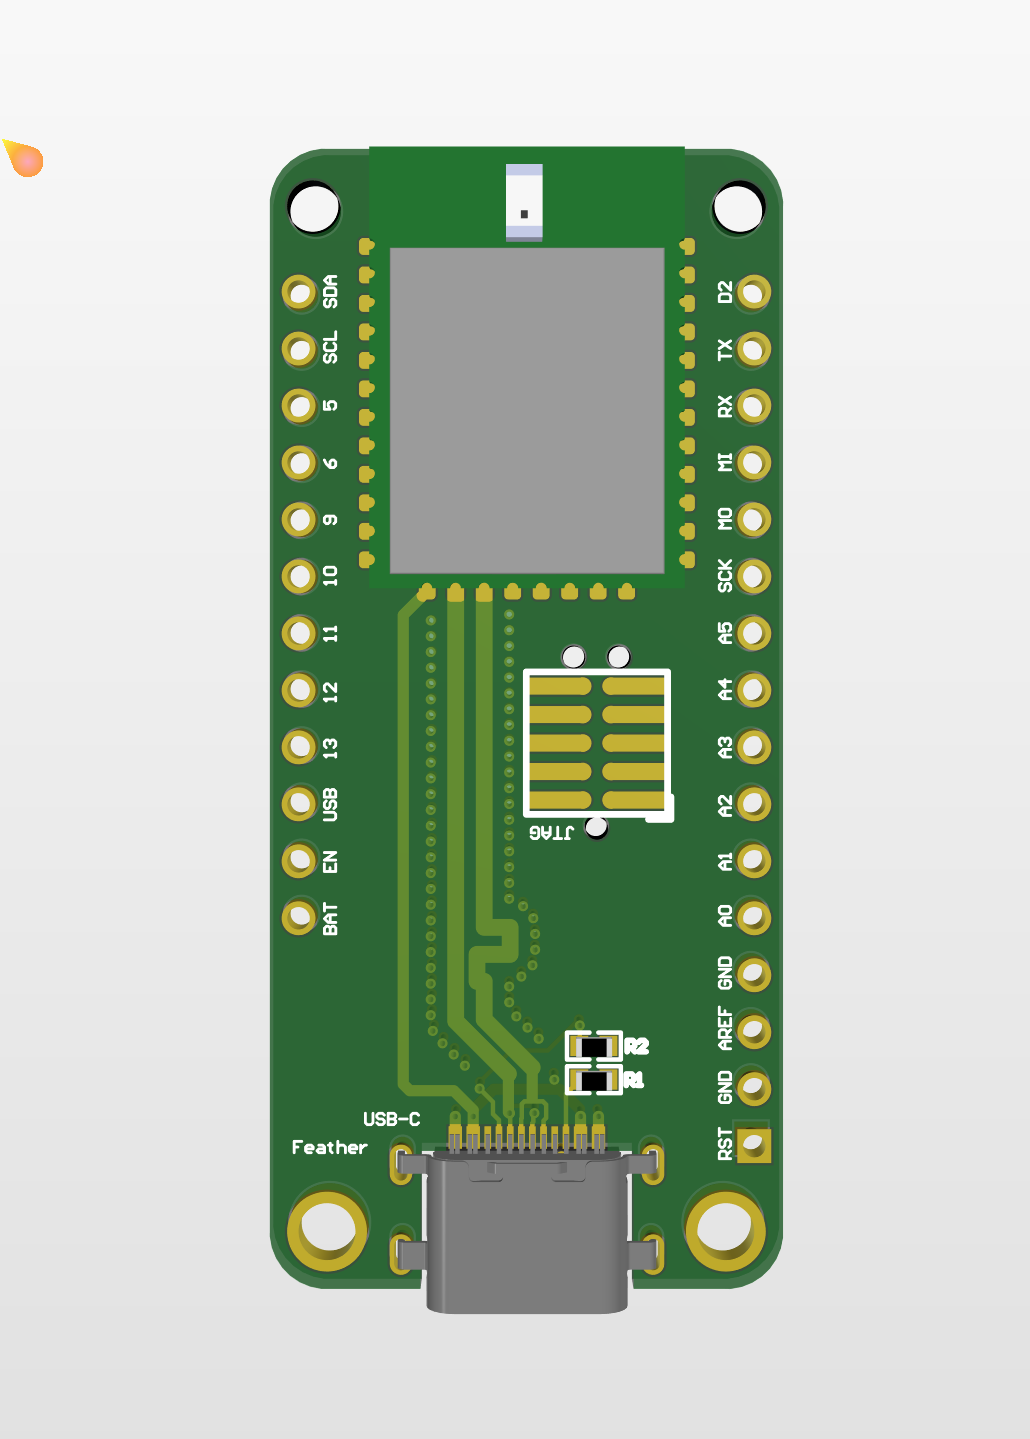 SDA
SCL
5
6
9
10
11
12
13
USB
EN
BAT
D2
TX
RX
MI
MO
SCK
A5
A4
A3
A2
A1
A0
GND
AREF
GND
RST
JTAG
R2
R1
USB-C
Feather